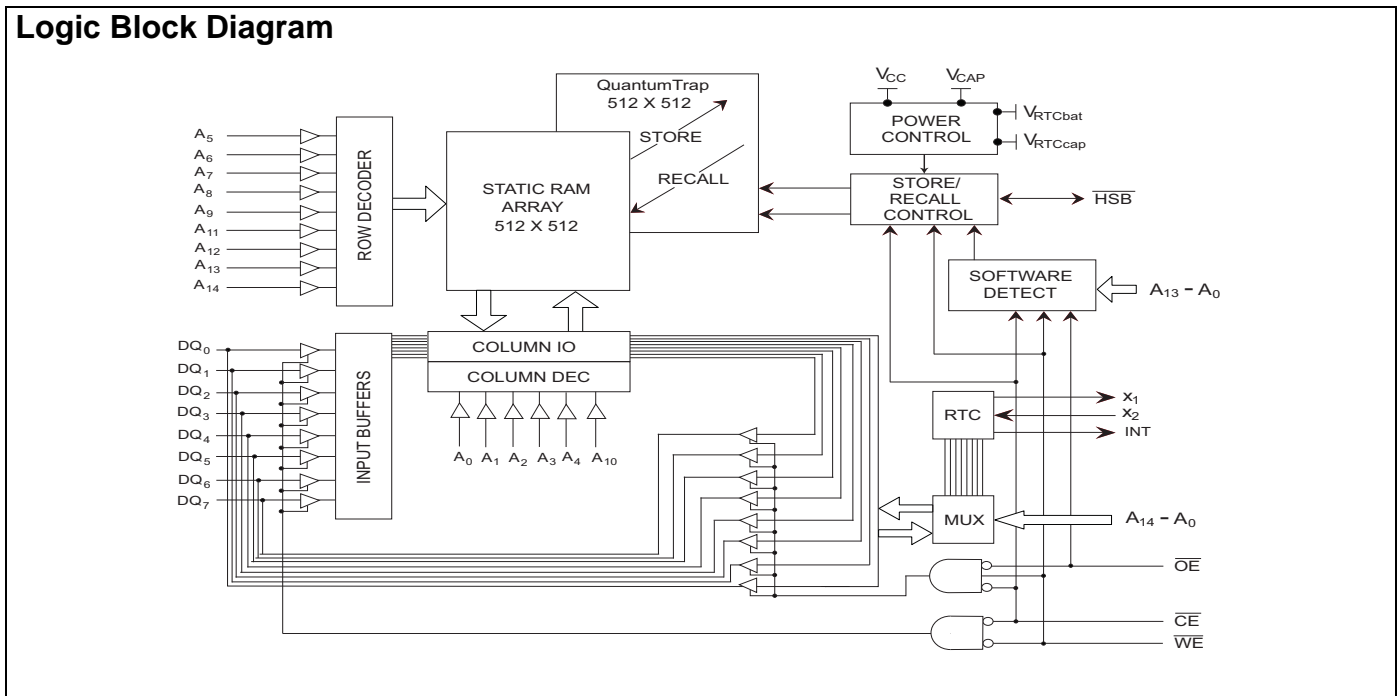 Logic Block Diagram
QuantumTrap
512 X 512
STORE
RECALL
STATIC RAM
ARRAY
512 X 512
ROW DECODER
A5
A6
A7
A8
A9
A11
A12
A13
A14
VCC
VCAP
POWER
CONTROL
VRTCbat
VRTCcap
STORE/
RECALL
CONTROL
HSB
SOFTWARE
DETECT
A13 – A0
COLUMN IO
COLUMN DEC
A0
A1
A2
A3
A4
A10
DQ0
DQ1
DQ2
DQ3
DQ4
DQ5
DQ6
DQ7
INPUT BUFFERS
RTC
x1
x2
INT
MUX
A14 – A0
OE
CE
WE